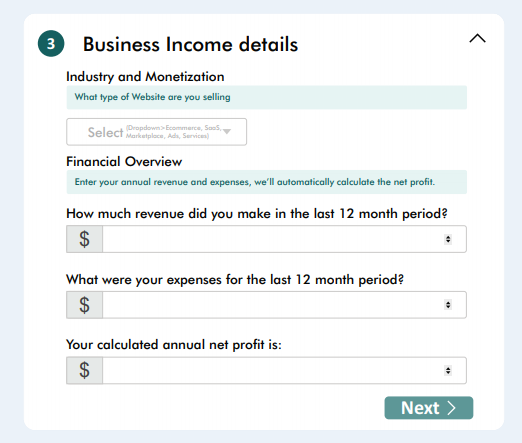 3 Business Income details
Industry and Monetization
What type of Website are you selling
Select (Dropdown>Ecommerce, SaaS,
Marketplace, Ads, Services)
Financial Overview
Enter your annual revenue and expenses, we'll automatically calculate the net profit.
How much revenue did you make in the last 12 month period?
$
What were your expenses for the last 12 month period?
$
Your calculated annual net profit is:
$
Next >